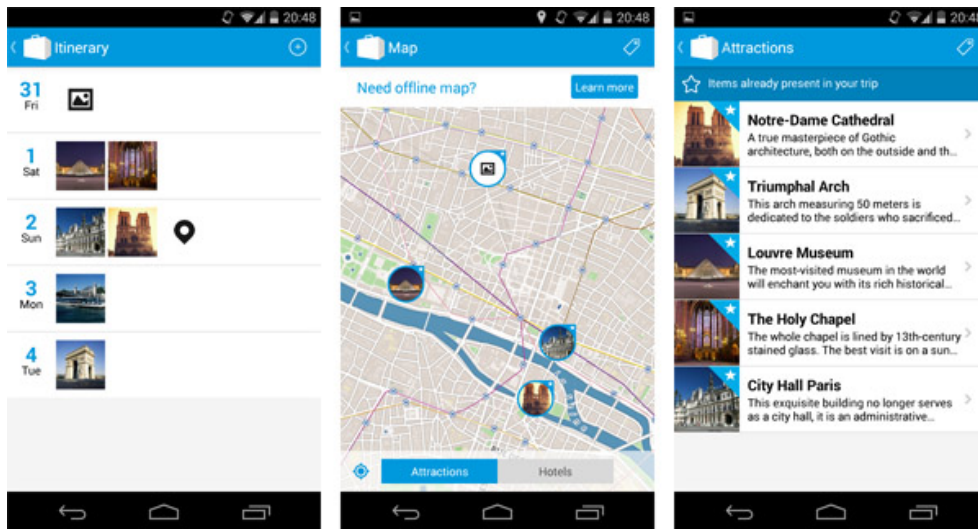 20:48
Itinerary
31
Fri
1
Sat
2
Sun
3
Mon
4
Tue
20:48
Map
Need offline map?
Learn more
Attractions
Hotels
20:48
Attractions
Items already present in your trip
Notre-Dame Cathedral
A true masterpiece of Gothic
architecture, both on the outside and th...
Triumphal Arch
This arch measuring 50 meters is
dedicated to the soldiers who sacrificed...
Louvre Museum
The most-visited museum in the world
will enchant you with its rich historical...
The Holy Chapel
The whole chapel is lined by 13th-century
stained glass. The best visit is on a sun...
City Hall Paris
This exquisite building no longer serves
as a city hall, it is an administrative...